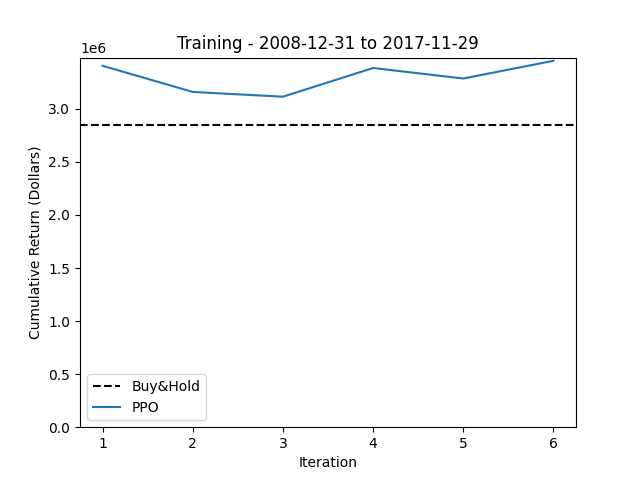 Training - 2008-12-31 to 2017-11-29
1e6
3.0
2.5
2.0
1.5
1.0
0.5
0.0
Cumulative Return (Dollars)
Buy&Hold
PPO
1 2 3 4 5 6
Iteration